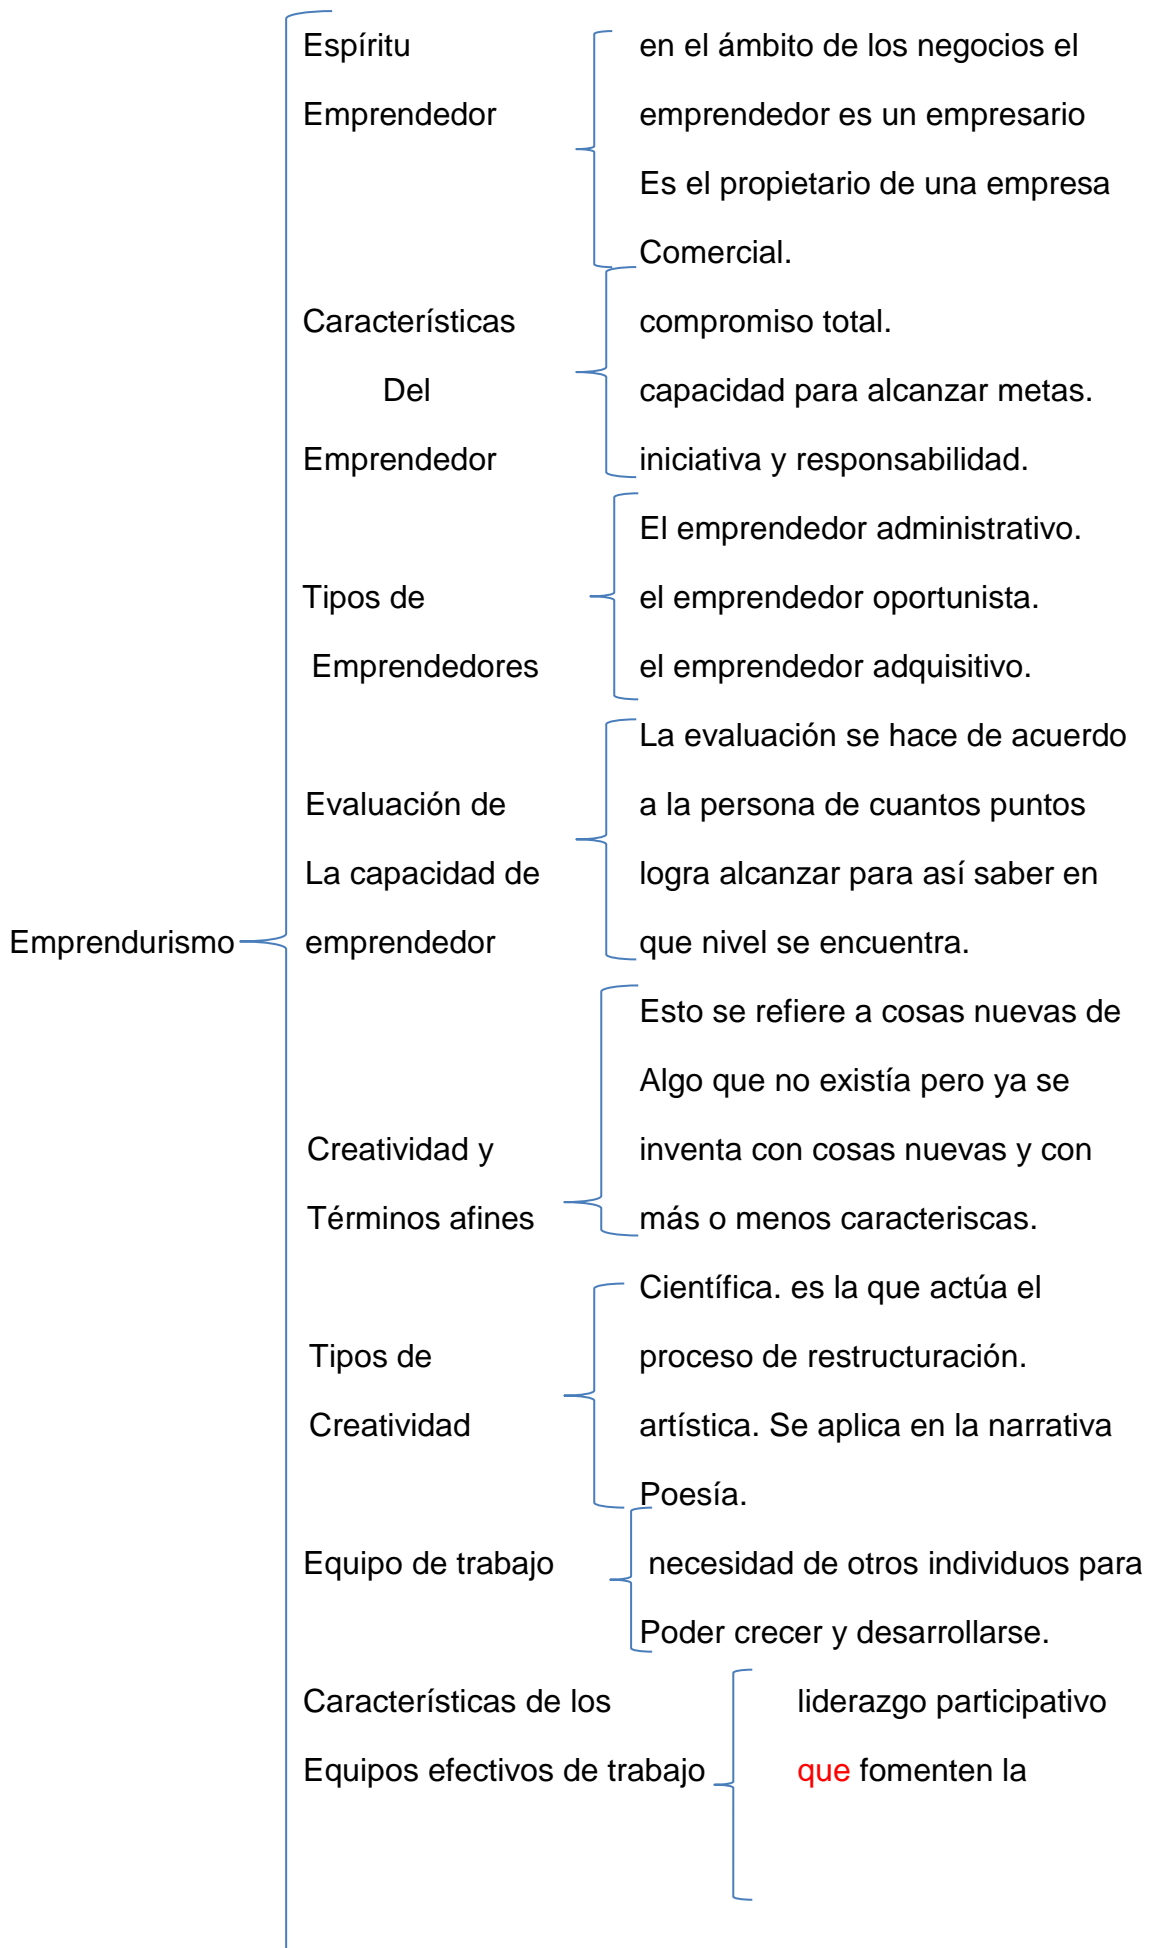 Espíritu en el ámbito de los negocios el
Emprendedor emprendedor es un empresario
Es el propietario de una empresa
Comercial.
Características compromiso total.
Del capacidad para alcanzar metas.
Emprendedor iniciativa y responsabilidad.
El emprendedor administrativo.
Tipos de el emprendedor oportunista.
Emprendedores el emprendedor adquisitivo.
La evaluación se hace de acuerdo
Evaluación de a la persona de cuantos puntos
La capacidad de logra alcanzar para así saber en
Emprendurismo emprendedor que nivel se encuentra.
Esto se refiere a cosas nuevas de
Algo que no existía pero ya se
Creatividad y inventa con cosas nuevas y con
Términos afines más o menos caracteriscas.
Científica. es la que actúa el
Tipos de proceso de restructuración.
Creatividad artística. Se aplica en la narrativa
Poesía.
Equipo de trabajo necesidad de otros individuos para
Poder crecer y desarrollarse.
Características de los liderazgo participativo
Equipos efectivos de trabajo que fomenten la